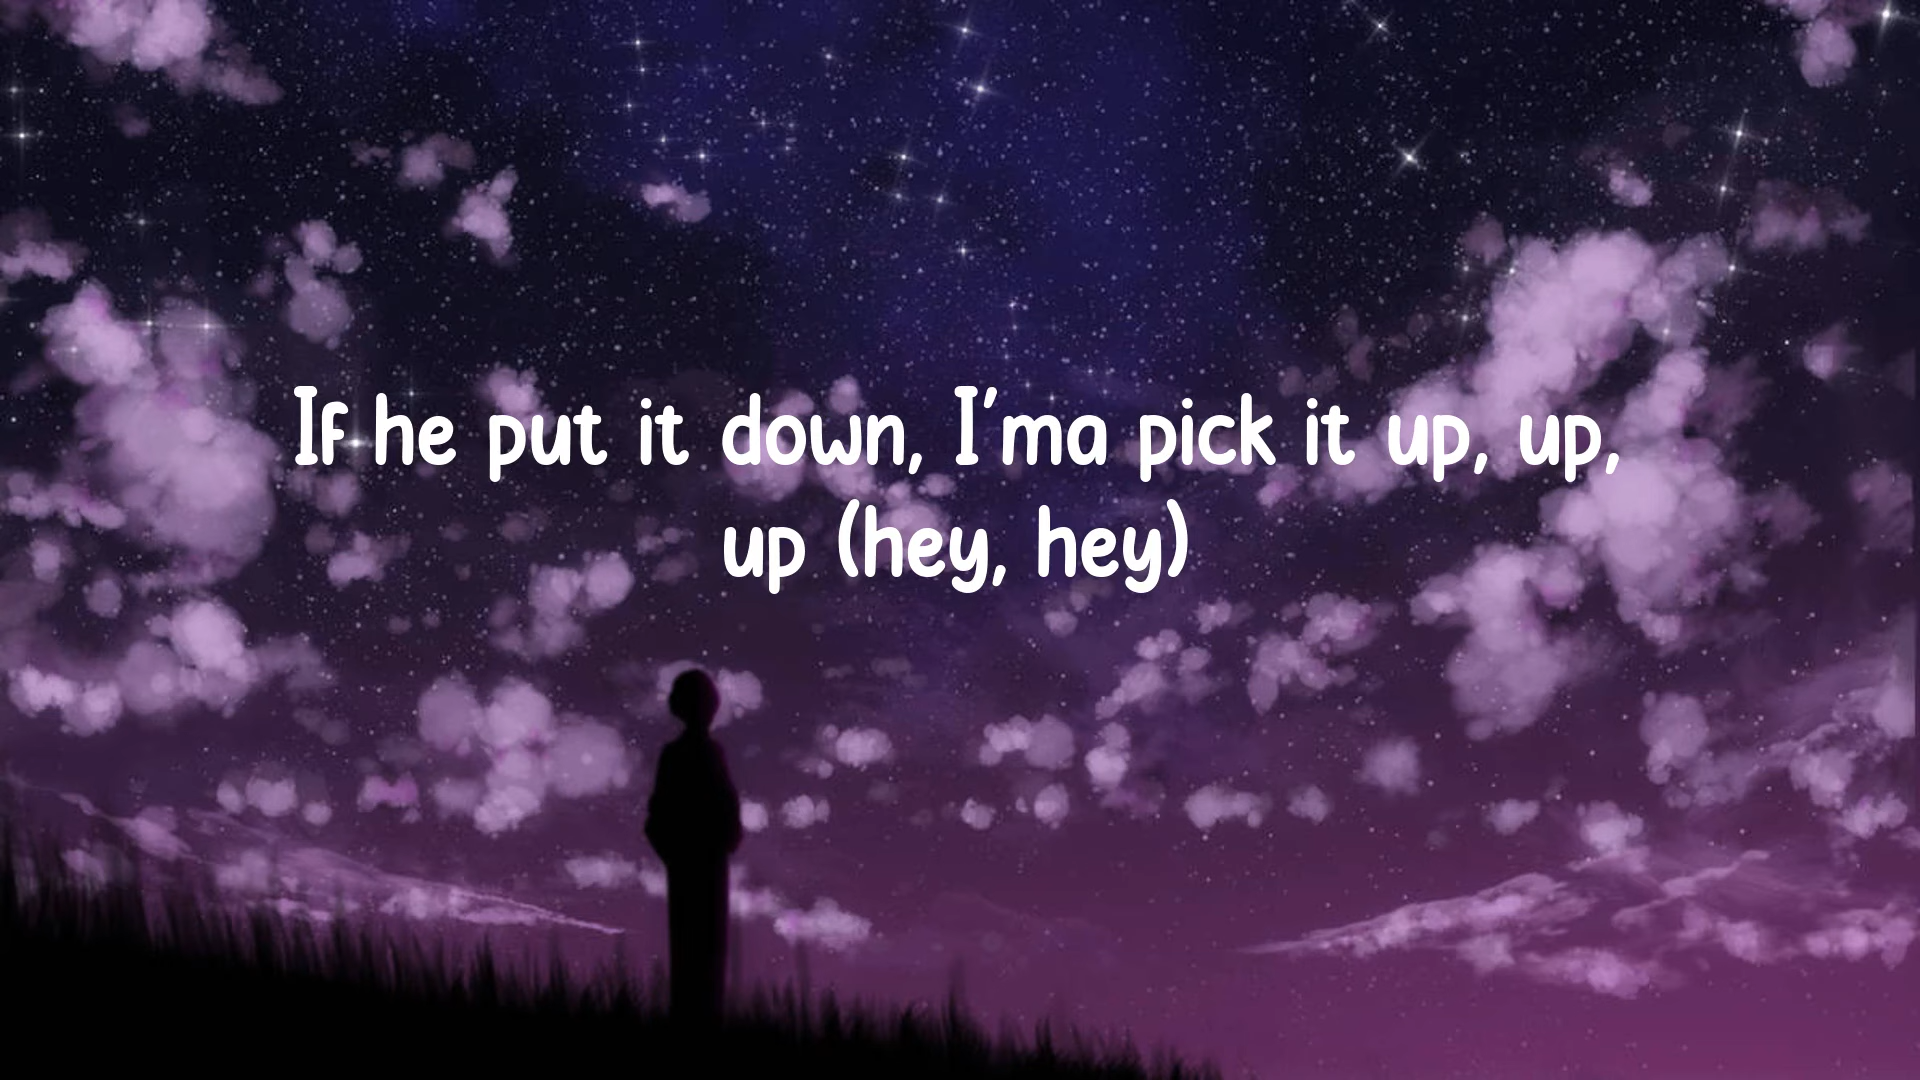 If he put it down, I'ma pick it up, up,
up (hey, hey)